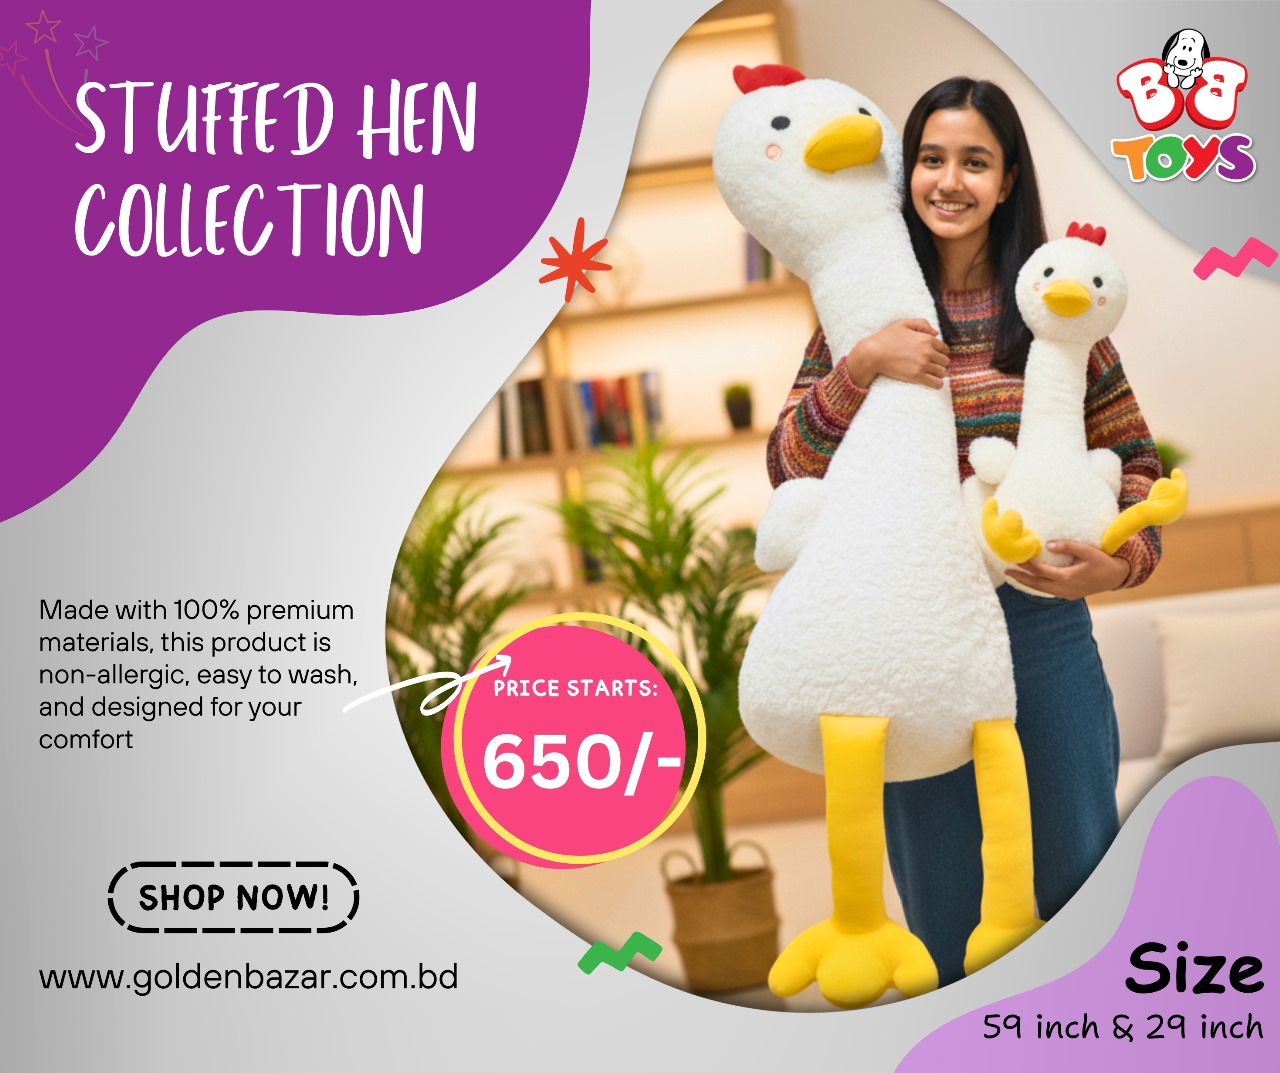 STUFFED HEN
COLLECTION
BB
TOYS
Made with 100% premium
materials, this product is
non-allergic, easy to wash,
and designed for your
comfort
PRICE STARTS:
650/-
SHOP NOW!
www.goldenbazar.com.bd
Size
59 inch & 29 inch